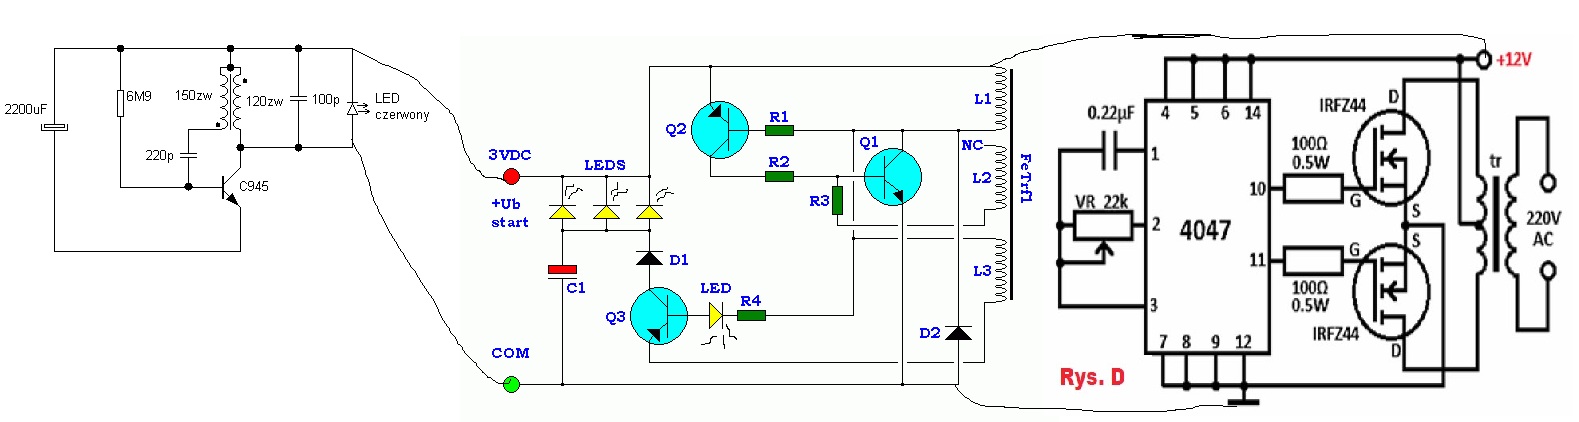 2200uF
6M9
150zw
120zw
100p
LED
czerwony
220p
C945
3VDC
+Ub
start
COM
LEDS
C1
D1
Q3
LED
R4
Q2
R1
R2
R3
Q1
D2
NC
L1
L2
L3
FeTrf1
Rys. D
0.22µF
VR 22k
4047
4 5 6 14
1
2
3
10
11
7 8 9 12
100Ω
0.5W
100Ω
0.5W
IRFZ44
D
G
S
S
G
IRFZ44
D
+12V
tr
220V
AC